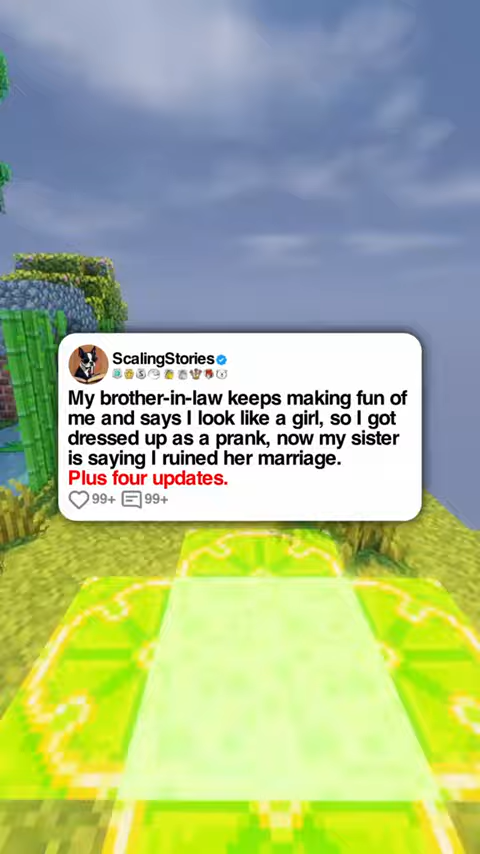 ScalingStories
My brother-in-law keeps making fun of
me and says I look like a girl, so I got
dressed up as a prank, now my sister
is saying I ruined her marriage.
Plus four updates.
99+ 99+